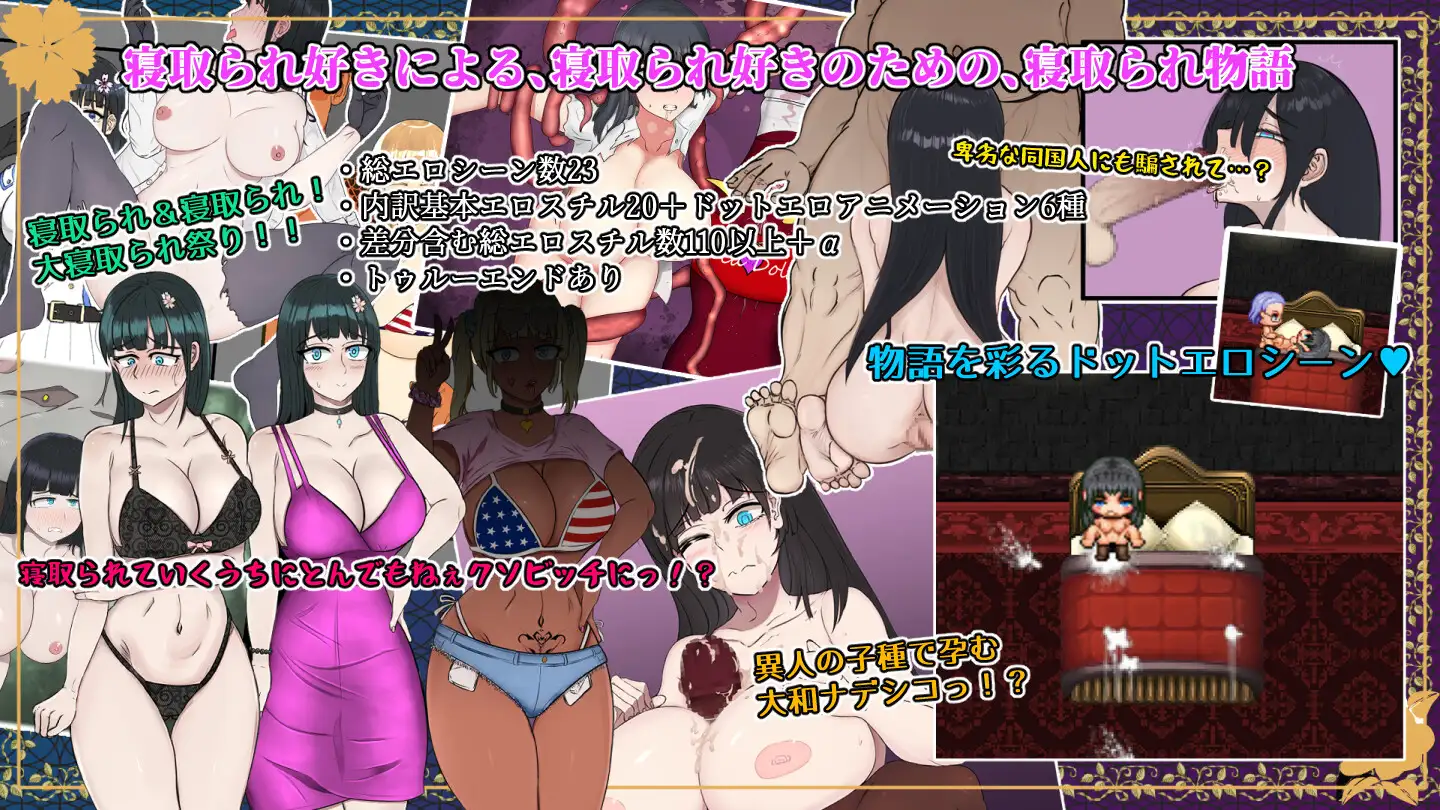 寝取られ好きによる、寝取られ好きのための、寝取られ物語
卑劣な同国人にも騙されて…？
・総エロシーン数23
・内訳基本エロスチル20＋ドットエロアニメーション6種
・差分含む総エロスチル数110以上＋α
・トゥルーエンドあり
寝取られ＆寝取られ！
大寝取られ祭り！！
物語を彩るドットエロシーン♥
寝取られていくうちにとんでもねぇクソビッチにっ！？
異人の子種で孕む
大和ナデシコっ！？